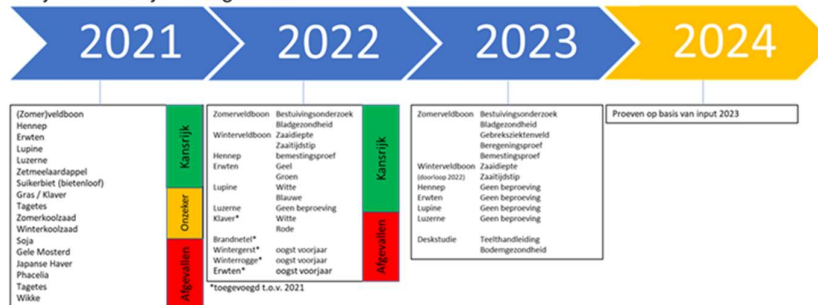 2021
2022
2023
2024
(Zomer)veldboon
Hennep
Erwten
Lupine
Luzerne
Zetmeelaardappel
Suikerbiet (bietenloof)
Gras / Klaver
Tagetes
Zomerkoolzaad
Winterkoolzaad
Soja
Gele Mosterd
Japanse Haver
Phacelia
Tagetes
Wikke
Kansrijk
Onzeker
Afgevallen
Zomerveldboon Bestuivingsonderzoek
Bladgezondheid
Winterveldboon Zaaidiepte
Zaaitijdstip
Hennep bemestingsproef
Erwten Geel
Groen
Lupine Witte
Blauwe
Luzerne Geen beproeving
Klaver* Witte
Rode
Brandnetel*
Wintergerst* oogst voorjaar
Winterrogge* oogst voorjaar
Erwten* oogst voorjaar
*toegevoegd t.o.v. 2021
Kansrijk
Afgevallen
Zomerveldboon Bestuivingsonderzoek
Bladgezondheid
Gebreksziektenveld
Beregeningsproef
Bemestingsproef
Winterveldboon Zaaidiepte
(doorloop 2022) Zaaitijdstip
Hennep Geen beproeving
Erwten Geen beproeving
Lupine Geen beproeving
Luzerne Geen beproeving
Deskstudie Teelthandleiding
Bodemgezondheid
Proeven op basis van input 2023